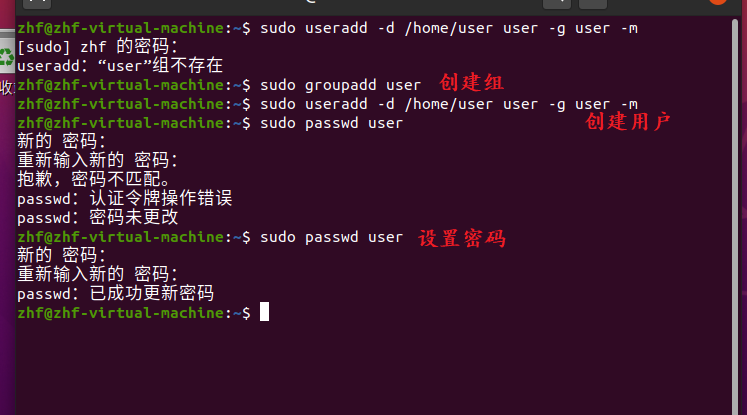 zhf@zhf-virtual-machine:~$ sudo useradd -d /home/user user -g user -m
[sudo] zhf 的密码：
useradd：“user”组不存在
zhf@zhf-virtual-machine:~$ sudo groupadd user 创建组
zhf@zhf-virtual-machine:~$ sudo useradd -d /home/user user -g user -m
zhf@zhf-virtual-machine:~$ sudo passwd user 创建用户
新的 密码：
重新输入新的 密码：
抱歉，密码不匹配。
passwd：认证令牌操作错误
passwd：密码未更改
zhf@zhf-virtual-machine:~$ sudo passwd user 设置密码
新的 密码：
重新输入新的 密码：
passwd：已成功更新密码
zhf@zhf-virtual-machine:~$